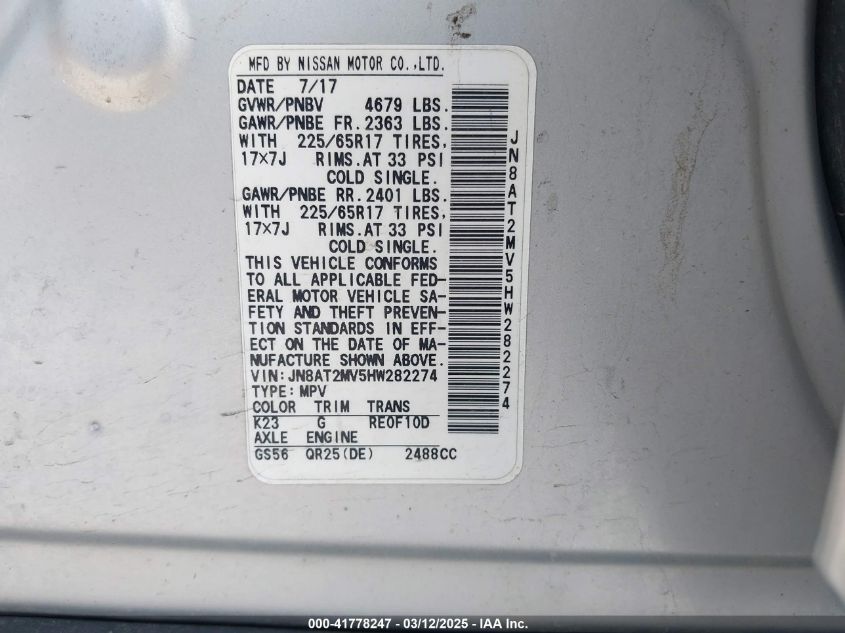 MFD BY NISSAN MOTOR CO.,LTD.
DATE 7/17
GVWR/PNBV 4679 LBS.
GAWR/PNBE FR. 2363 LBS.
WITH 225/65R17 TIRES,
17×7J RIMS.AT 33 PSI
COLD SINGLE.
GAWR/PNBE RR. 2401 LBS.
WITH 225/65R17 TIRES,
17×7J RIMS.AT 33 PSI
COLD SINGLE.
THIS VEHICLE CONFORMS
TO ALL APPLICABLE FED-
ERAL MOTOR VEHICLE SA-
FETY AND THEFT PREVEN-
TION STANDARDS IN EFF-
ECT ON THE DATE OF MA-
NUFACTURE SHOWN ABOVE.
VIN:JN8AT2MV5HW282274
TYPE:MPV
COLOR TRIM TRANS
K23 G RE0F10D
AXLE ENGINE
GS56 QR25(DE) 2488CC
JN8AT2MV5HW282274
000-41778247 - 03/12/2025 - IAA Inc.